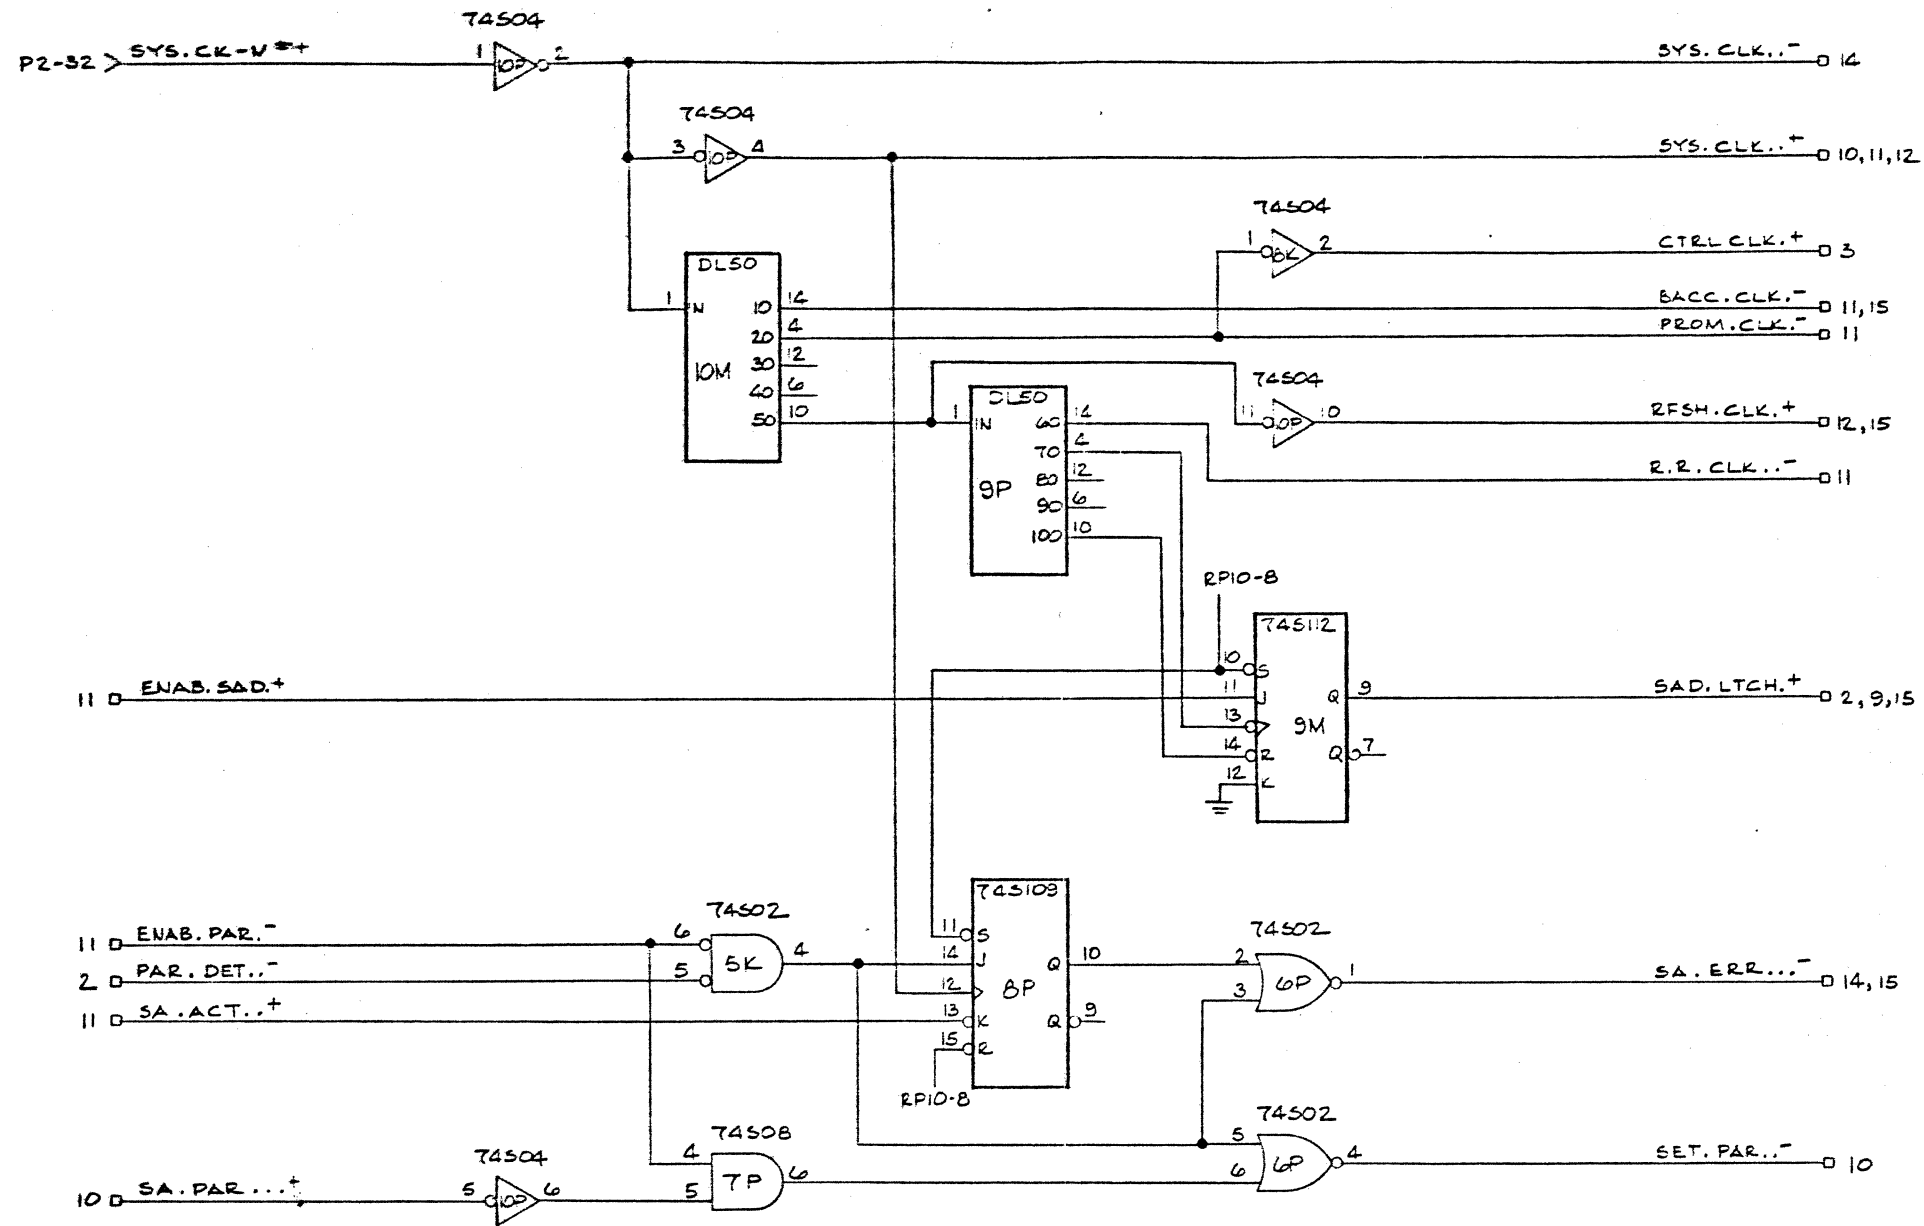 74S04
P2-32 SYS.CK-N*+ 1 10P 2 SYS.CLK..- 14
74S04
3 10P 4 SYS.CLK..+ 10,11,12
74S04
1 8K 2 CTRL CLK.+ 3
DL50
1 IN 10 14 BACC.CLK.- 11,15
20 4 PROM.CLK.- 11
10M 30 12
40 6
50 10
74S04
11 10P 10 RFSH.CLK.+ 12,15
DL50
1 IN 60 14 R.R.CLK..- 11
70 4
9P 80 12
90 6
100 10
RP10-8
74S112
10 S
11 ENAB.SAD.+ 11 J Q 9 SAD.LTCH.+ 2,9,15
13 9M
14 R Q 7
12 K
74S02
11 ENAB.PAR.- 6 5K 4
2 PAR.DET..- 5
11 SA.ACT..+
74S109
11 S
14 J Q 10
12 8P
13 K Q 9
15 R
RP10-8
74S02
2 6P 1 SA.ERR...- 14,15
3
74S08
4 7P 6
5
74S04
10 SA.PAR...+ 5 10P 6
74S02
5 6P 4 SET.PAR..- 10
6